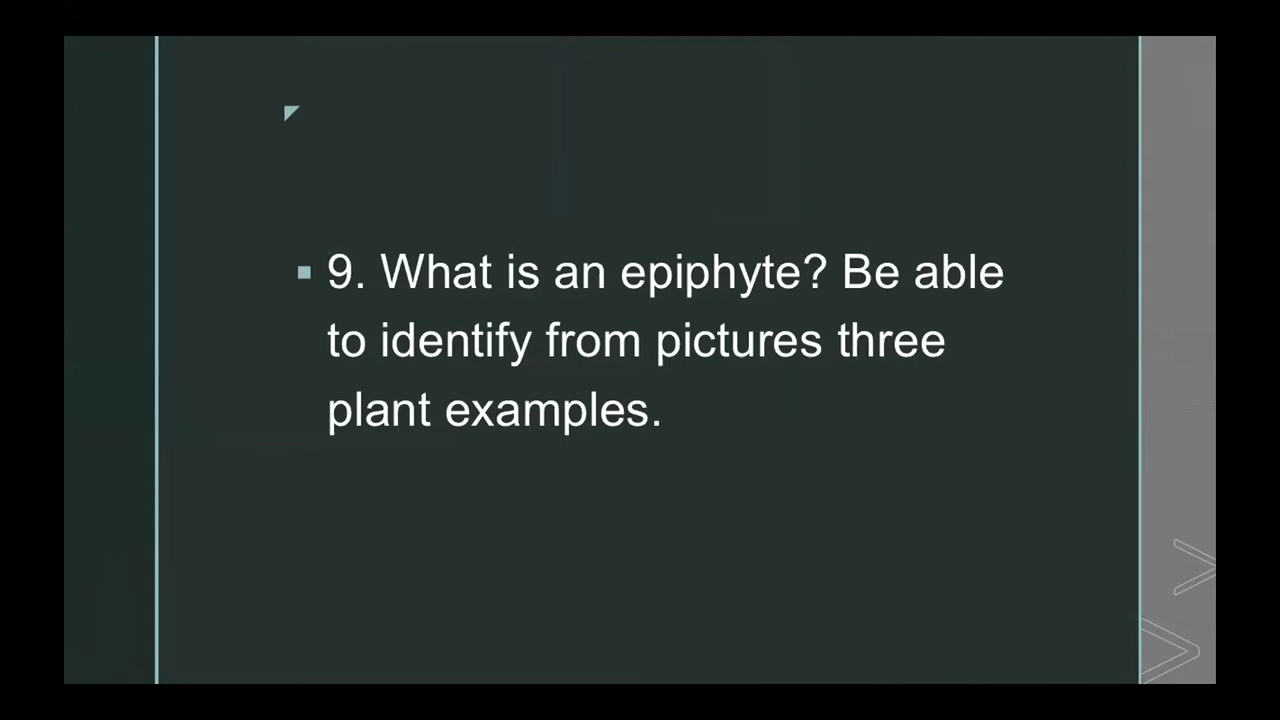 9. What is an epiphyte? Be able
to identify from pictures three
plant examples.